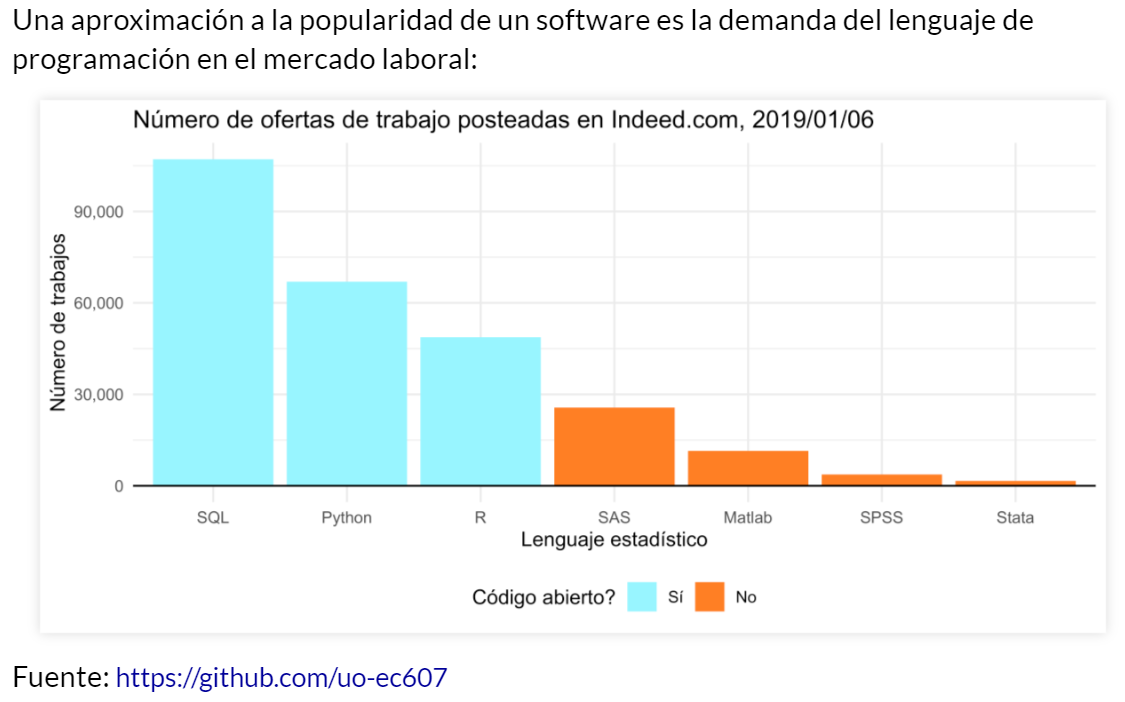 Una aproximación a la popularidad de un software es la demanda del lenguaje de
programación en el mercado laboral:
Número de ofertas de trabajo posteadas en Indeed.com, 2019/01/06
Número de trabajos
90,000
60,000
30,000
0
SQL Python R SAS Matlab SPSS Stata
Lenguaje estadístico
Código abierto? Sí No
Fuente: https://github.com/uo-ec607